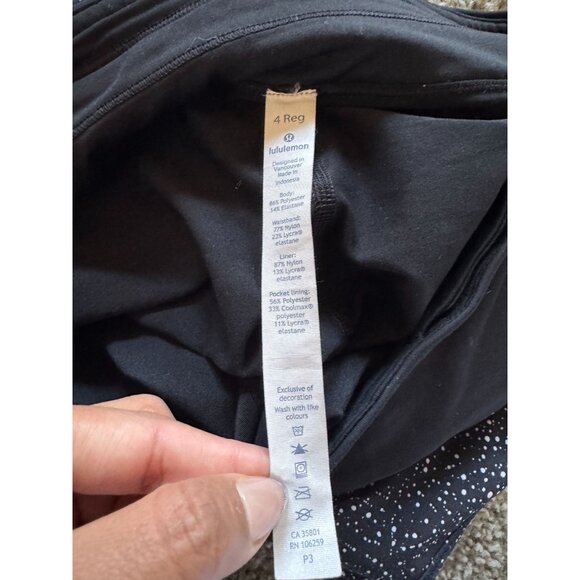 4 Reg
lululemon
Designed in
Vancouver
Made in
Indonesia
Body:
86% Polyester
14% Elastane
Waistband:
77% Nylon
23% Lycra®
elastane
Liner:
87% Nylon
13% Lycra®
elastane
Pocket lining:
56% Polyester
33% Coolmax®
polyester
11% Lycra®
elastane
Exclusive of
decoration
Wash with like
colours
CA 35801
RN 106259
P3